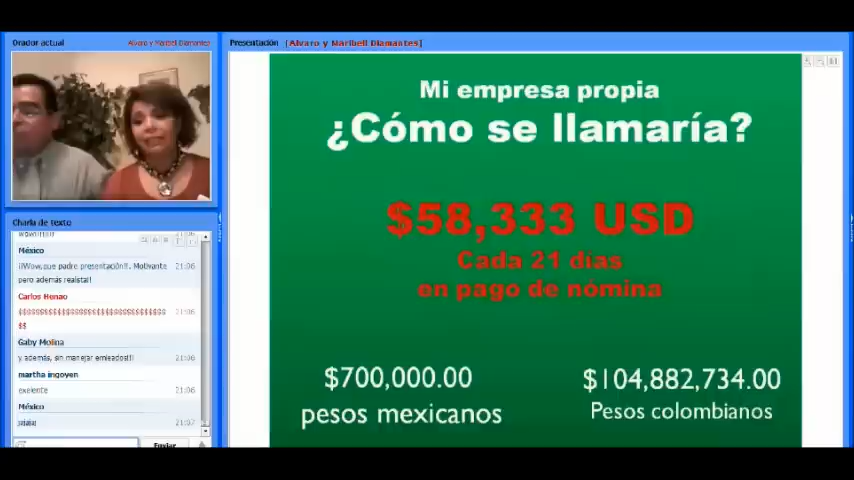 Orador actual
Alvaro y Maribel Diamantes
Presentación
[Alvaro y Maribell Diamantes]
Mi empresa propia
¿Cómo se llamaría?
$58,333 USD
Cada 21 días
en pago de nómina
$700,000.00
pesos mexicanos
$104,882,734.00
Pesos colombianos
Charla de texto
21:06
México
¡¡Wow,que padre presentación!!. Motivante 21:06
pero además realista!!
Carlos Henao
21:06
$$
Gaby Molina
y además, sin manejar emleados!!! 21:06
martha ingoyen
exelente 21:06
México
21:07
Enviar